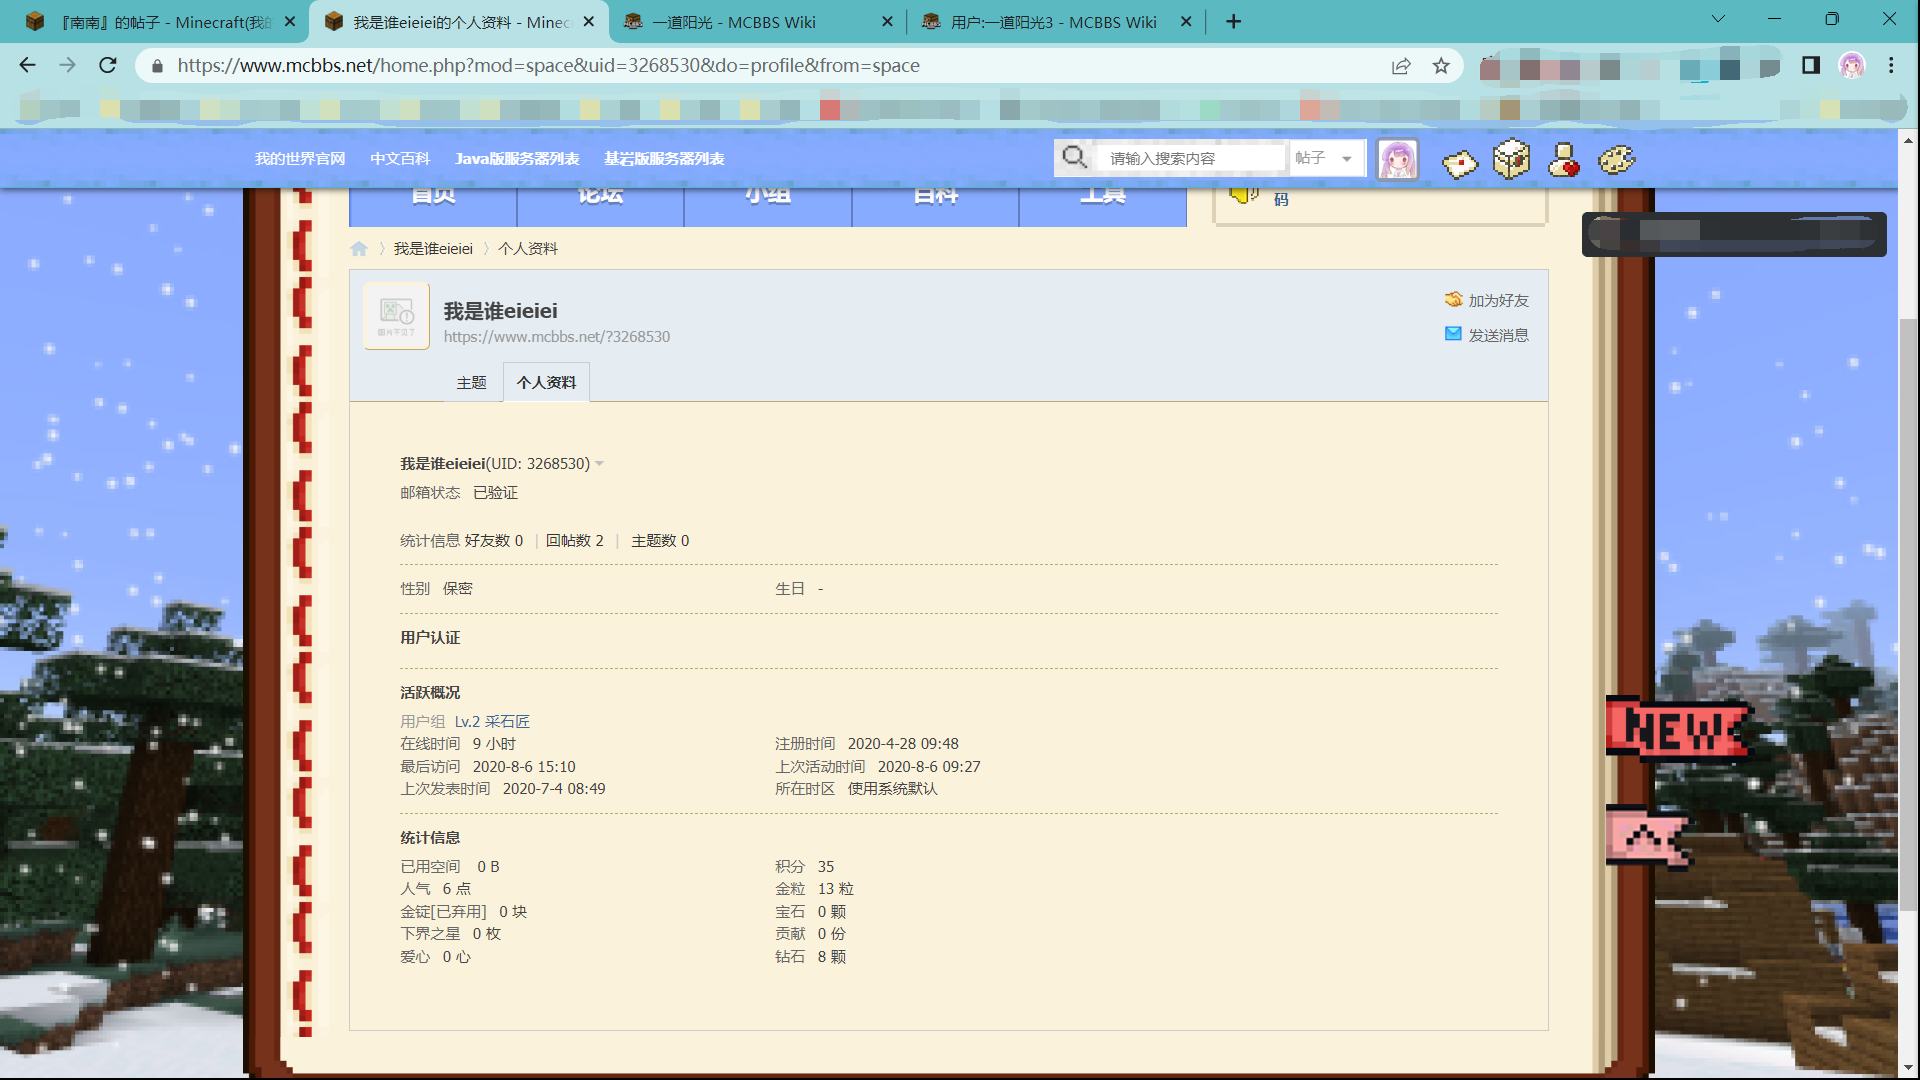 『南南』的帖子 - Minecraft(我的
我是谁eieiei的个人资料 - Minec
一道阳光 - MCBBS Wiki
用户:一道阳光3 - MCBBS Wiki
https://www.mcbbs.net/home.php?mod=space&uid=3268530&do=profile&from=space
我的世界官网 中文百科 Java版服务器列表 基岩版服务器列表
请输入搜索内容 帖子
首页 论坛 小组 百科 工具
码
我是谁eieiei 个人资料
图片不见了
我是谁eieiei
https://www.mcbbs.net/?3268530
加为好友
发送消息
主题 个人资料
我是谁eieiei(UID: 3268530)
邮箱状态 已验证
统计信息 好友数 0 | 回帖数 2 | 主题数 0
性别 保密 生日 -
用户认证
活跃概况
用户组 Lv.2 采石匠
在线时间 9 小时 注册时间 2020-4-28 09:48
最后访问 2020-8-6 15:10 上次活动时间 2020-8-6 09:27
上次发表时间 2020-7-4 08:49 所在时区 使用系统默认
统计信息
已用空间 0 B 积分 35
人气 6 点 金粒 13 粒
金锭[已弃用] 0 块 宝石 0 颗
下界之星 0 枚 贡献 0 份
爱心 0 心 钻石 8 颗
NEW